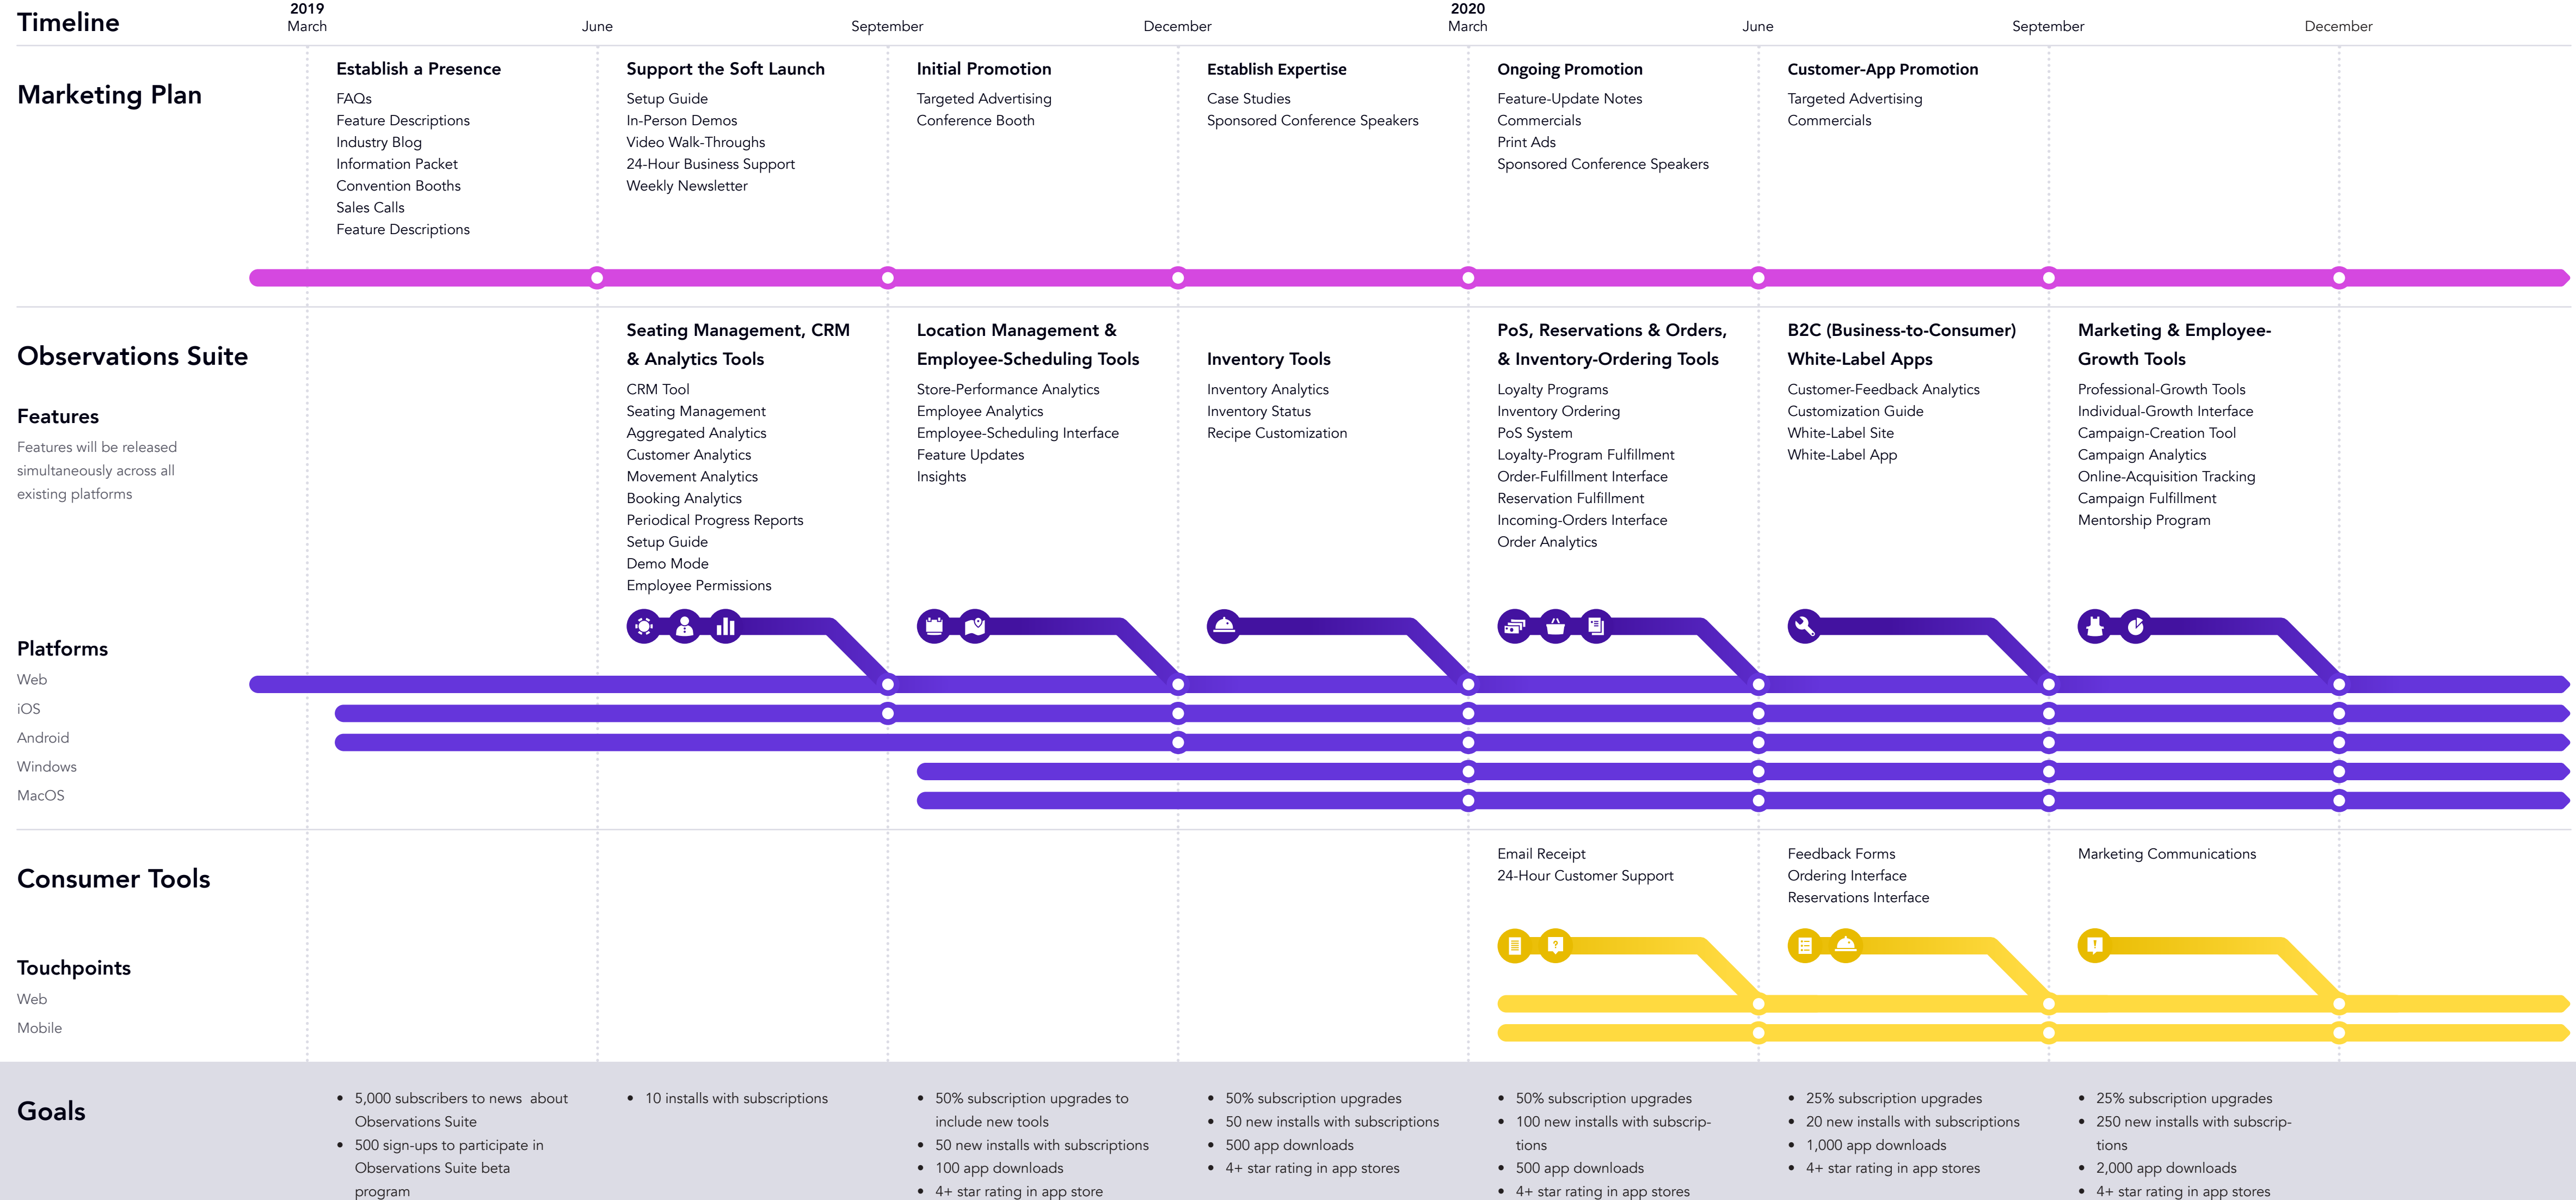 Timeline
2019
March
June
September
December
2020
March
June
September
December
Marketing Plan
Establish a Presence
FAQs
Feature Descriptions
Industry Blog
Information Packet
Convention Booths
Sales Calls
Feature Descriptions
Support the Soft Launch
Setup Guide
In-Person Demos
Video Walk-Throughs
24-Hour Business Support
Weekly Newsletter
Initial Promotion
Targeted Advertising
Conference Booth
Establish Expertise
Case Studies
Sponsored Conference Speakers
Ongoing Promotion
Feature-Update Notes
Commercials
Print Ads
Sponsored Conference Speakers
Customer-App Promotion
Targeted Advertising
Commercials
Observations Suite
Features
Features will be released
simultaneously across all
existing platforms
Seating Management, CRM
& Analytics Tools
CRM Tool
Seating Management
Aggregated Analytics
Customer Analytics
Movement Analytics
Booking Analytics
Periodical Progress Reports
Setup Guide
Demo Mode
Employee Permissions
Location Management &
Employee-Scheduling Tools
Store-Performance Analytics
Employee Analytics
Employee-Scheduling Interface
Feature Updates
Insights
Inventory Tools
Inventory Analytics
Inventory Status
Recipe Customization
PoS, Reservations & Orders,
& Inventory-Ordering Tools
Loyalty Programs
Inventory Ordering
PoS System
Loyalty-Program Fulfillment
Order-Fulfillment Interface
Reservation Fulfillment
Incoming-Orders Interface
Order Analytics
B2C (Business-to-Consumer)
White-Label Apps
Customer-Feedback Analytics
Customization Guide
White-Label Site
White-Label App
Marketing & Employee-
Growth Tools
Professional-Growth Tools
Individual-Growth Interface
Campaign-Creation Tool
Campaign Analytics
Online-Acquisition Tracking
Campaign Fulfillment
Mentorship Program
Platforms
Web
iOS
Android
Windows
MacOS
Consumer Tools
Email Receipt
24-Hour Customer Support
Feedback Forms
Ordering Interface
Reservations Interface
Marketing Communications
Touchpoints
Web
Mobile
Goals
• 5,000 subscribers to news about
Observations Suite
• 500 sign-ups to participate in
Observations Suite beta
program
• 10 installs with subscriptions
• 50% subscription upgrades to
include new tools
• 50 new installs with subscriptions
• 100 app downloads
• 4+ star rating in app store
• 50% subscription upgrades
• 50 new installs with subscriptions
• 500 app downloads
• 4+ star rating in app stores
• 50% subscription upgrades
• 100 new installs with subscrip-
tions
• 500 app downloads
• 4+ star rating in app stores
• 25% subscription upgrades
• 20 new installs with subscriptions
• 1,000 app downloads
• 4+ star rating in app stores
• 25% subscription upgrades
• 250 new installs with subscrip-
tions
• 2,000 app downloads
• 4+ star rating in app stores